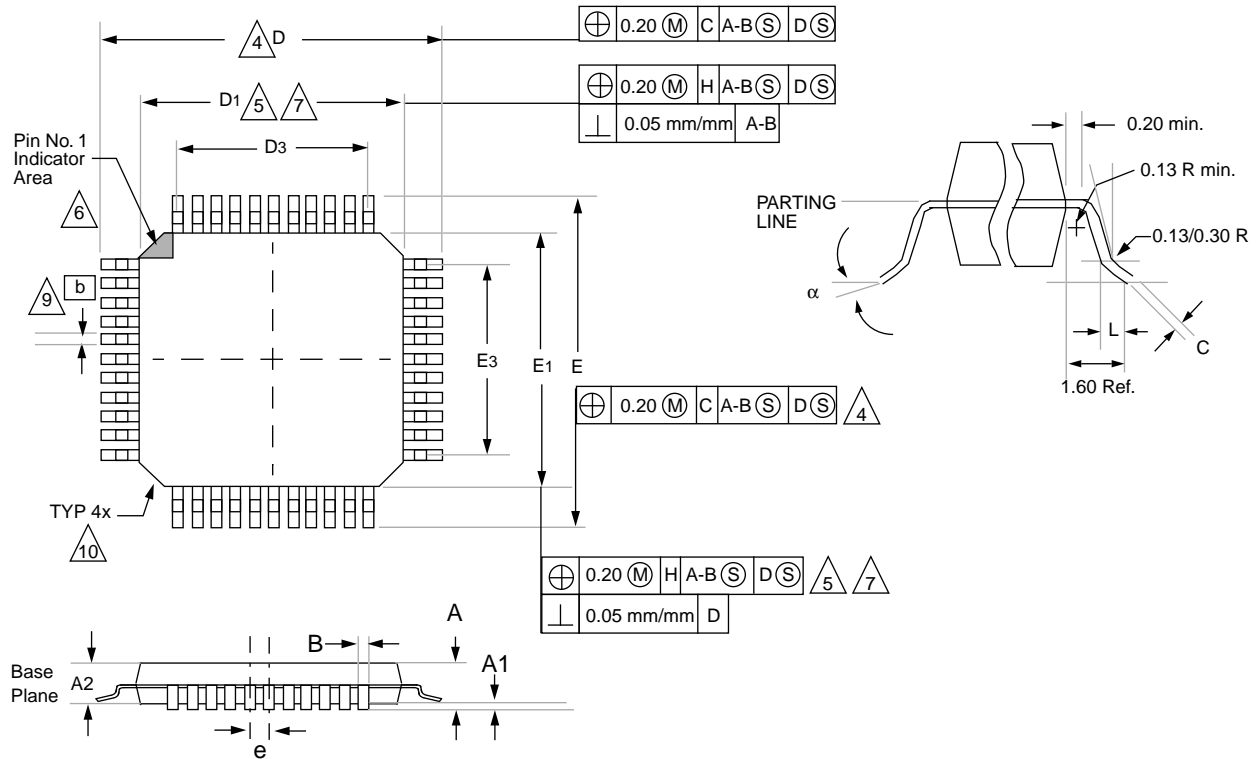 4 D
⌖ 0.20 Ⓜ C A-B Ⓢ D Ⓢ
D1 5 7
⌖ 0.20 Ⓜ H A-B Ⓢ D Ⓢ
⊥ 0.05 mm/mm A-B
D3
Pin No. 1
Indicator
Area
6
9
b
E3
E1
E
⌖ 0.20 Ⓜ C A-B Ⓢ D Ⓢ 4
TYP 4x
10
⌖ 0.20 Ⓜ H A-B Ⓢ D Ⓢ 5 7
⊥ 0.05 mm/mm D
0.20 min.
0.13 R min.
PARTING
LINE
0.13/0.30 R
α
L
C
1.60 Ref.
A
B
A1
Base
Plane
A2
e